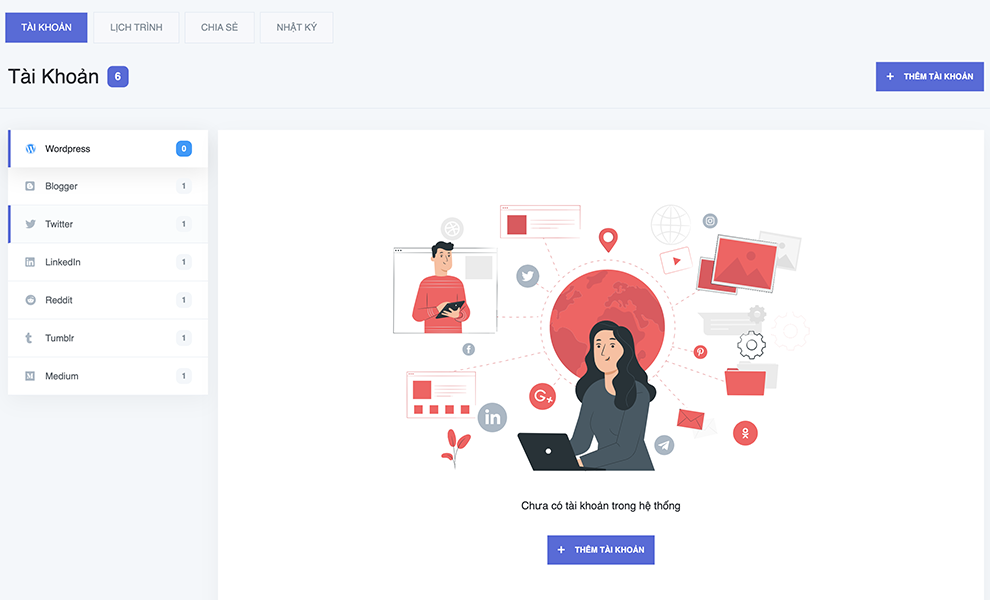 TÀI KHOẢN
LỊCH TRÌNH
CHIA SẺ
NHẬT KÝ
Tài Khoản 6
+ THÊM TÀI KHOẢN
Wordpress 0
Blogger 1
Twitter 1
LinkedIn 1
Reddit 1
Tumblr 1
Medium 1
G+
in
Chưa có tài khoản trong hệ thống
+ THÊM TÀI KHOẢN